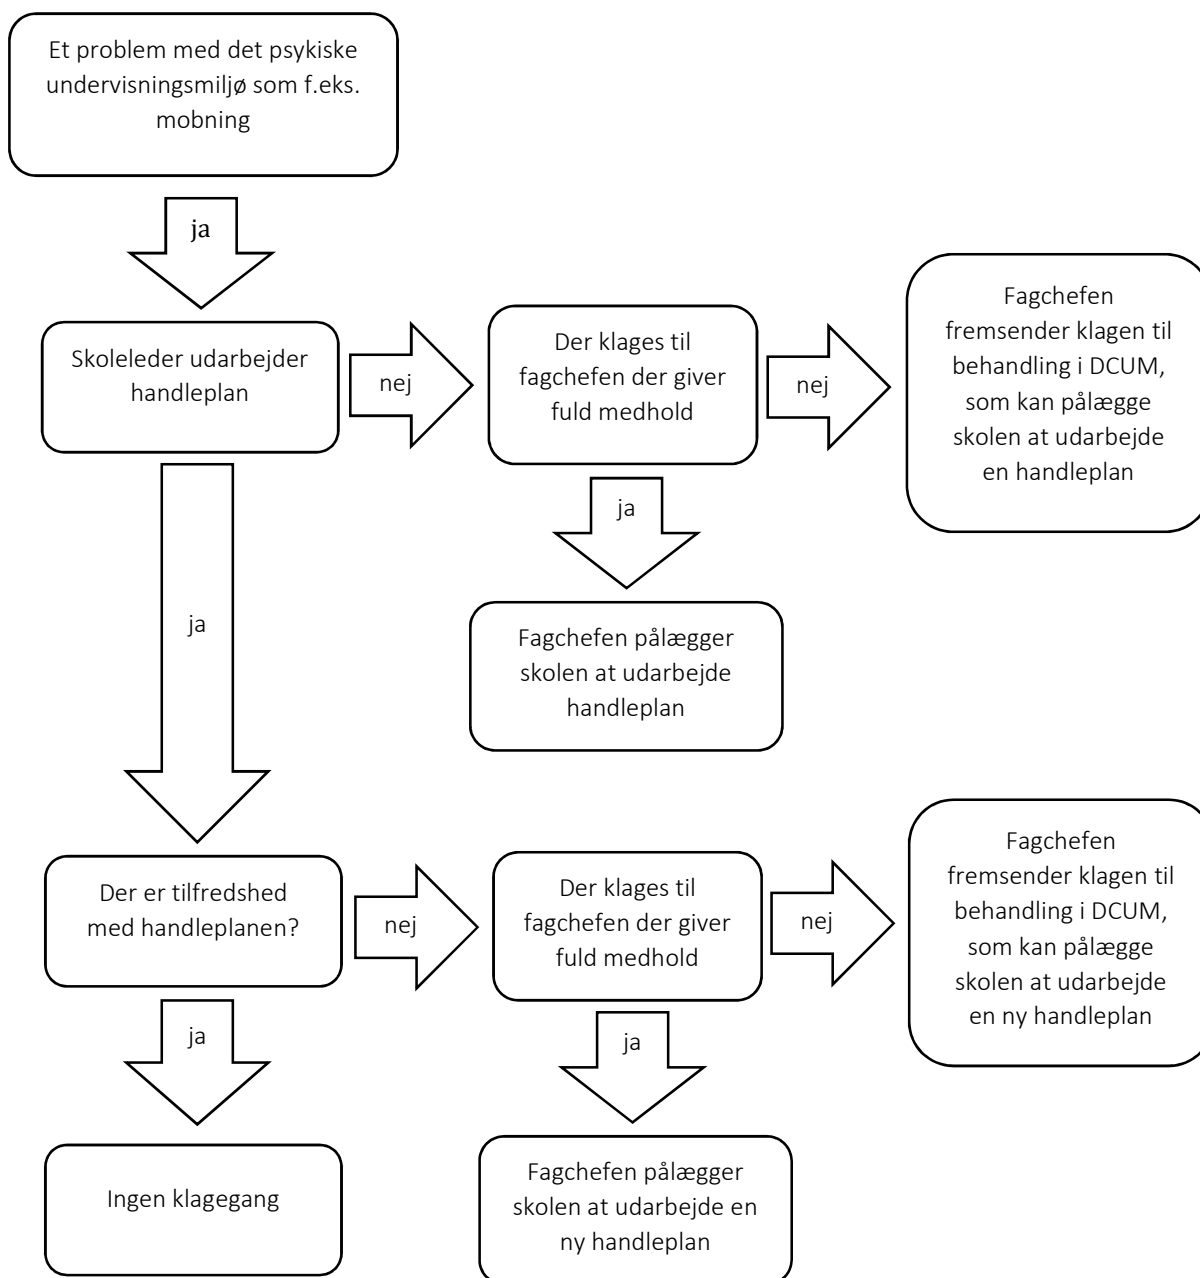 Et problem med det psykiske
undervisningsmiljø som f.eks.
mobning
ja
Skoleleder udarbejder
handleplan
nej
Der klages til
fagchefen der giver
fuld medhold
nej
Fagchefen
fremsender klagen til
behandling i DCUM,
som kan pålægge
skolen at udarbejde
en handleplan
ja
Fagchefen pålægger
skolen at udarbejde
handleplan
ja
Der er tilfredshed
med handleplanen?
nej
Der klages til
fagchefen der giver
fuld medhold
nej
Fagchefen
fremsender klagen til
behandling i DCUM,
som kan pålægge
skolen at udarbejde
en ny handleplan
ja
Ingen klagegang
ja
Fagchefen pålægger
skolen at udarbejde en
ny handleplan